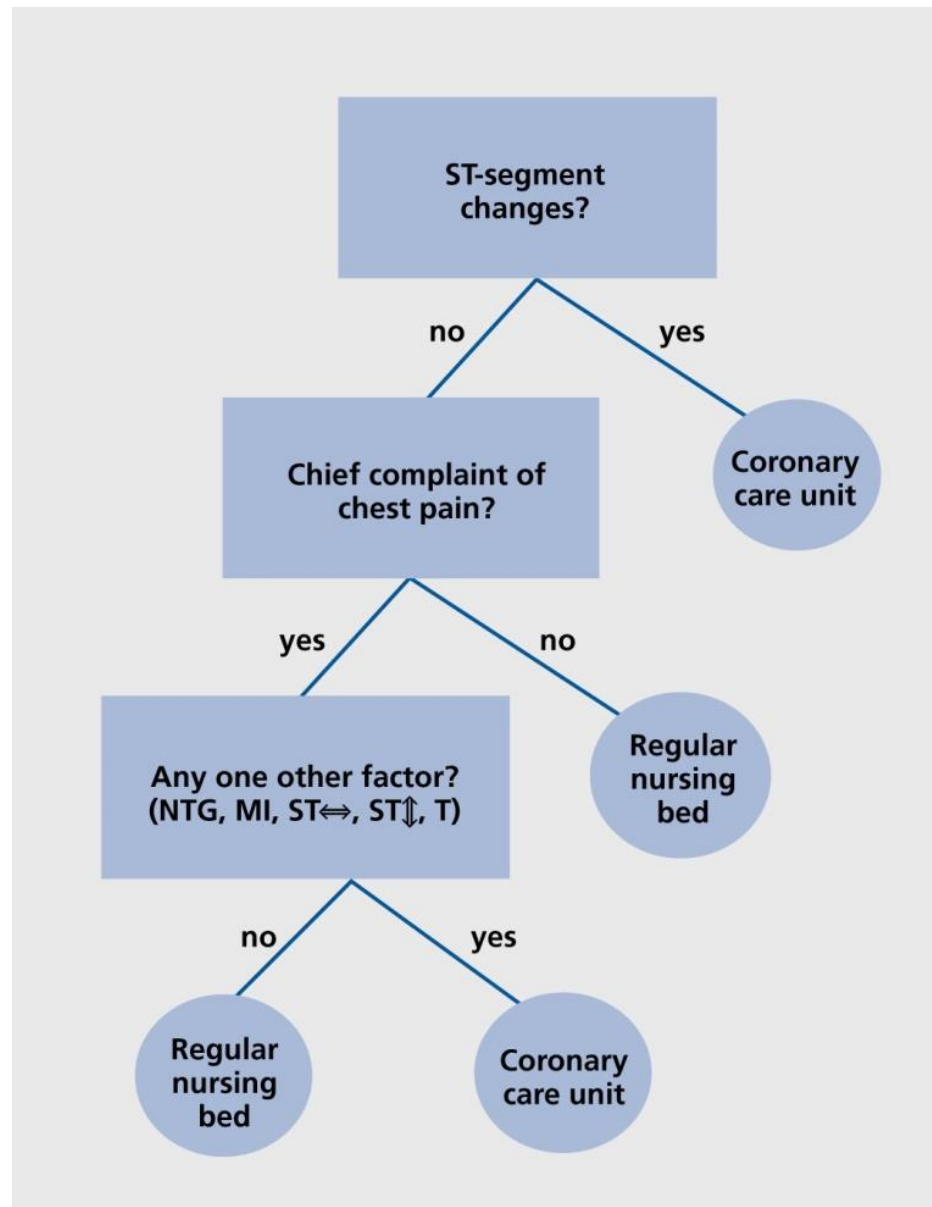 ST-segment
changes?
no
yes
Chief complaint of
chest pain?
Coronary
care unit
yes
no
Any one other factor?
(NTG, MI, ST⇔, ST⇕, T)
Regular
nursing
bed
no
yes
Regular
nursing
bed
Coronary
care unit